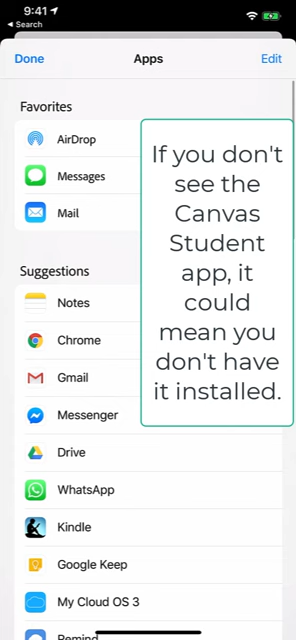 9:41
Search
Done Apps Edit
Favorites
AirDrop
Messages
Mail
If you don't
see the
Canvas
Student
app, it
could
mean you
don't have
it installed.
Suggestions
Notes
Chrome
Gmail
Messenger
Drive
WhatsApp
Kindle
Google Keep
My Cloud OS 3
Remind